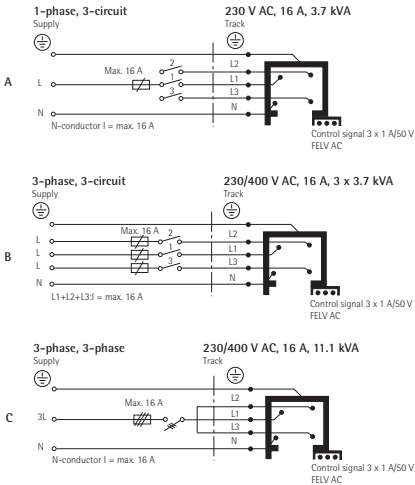 1-phase, 3-circuit 230 V AC, 16 A, 3.7 kVA
Supply Track
2 L2
A L Max. 16 A 1 L1
3 L3
N N
N-conductor I = max. 16 A
Control signal 3 x 1 A/50 V
FELV AC
3-phase, 3-circuit 230/400 V AC, 16 A, 3 x 3.7 kVA
Supply Track
Max. 16 A 2 L2
L
B L 1 L1
L 3 L3
N N
L1+L2+L3:I = max. 16 A
Control signal 3 x 1 A/50 V
FELV AC
3-phase, 3-phase 230/400 V AC, 16 A, 11.1 kVA
Supply Track
Max. 16 A L2
C 3L L1
L3
N N
N-conductor I = max. 16 A
Control signal 3 x 1 A/50 V
FELV AC